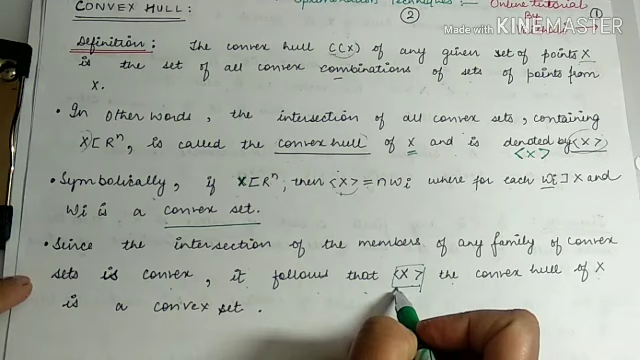 CONVEX HULL:
Optimization Techniques :-
Online tutorial
By
②
①
Made with KINEMASTER
Definition: The convex hull C(X) of any given set of points X
is the set of all convex combinations of sets of points from
X.
• In other words, the intersection of all convex sets, containing
X ⊏ Rⁿ, is called the convex hull of X and is denoted by <X>
<X>
• Symbolically, if X ⊏ Rⁿ, then <X> = ∩ Wi where for each Wi ⊐ X and
Wi is a convex set.
• Since the intersection of the members of any family of convex
sets is convex, it follows that <X> the convex hull of X
is a convex set.